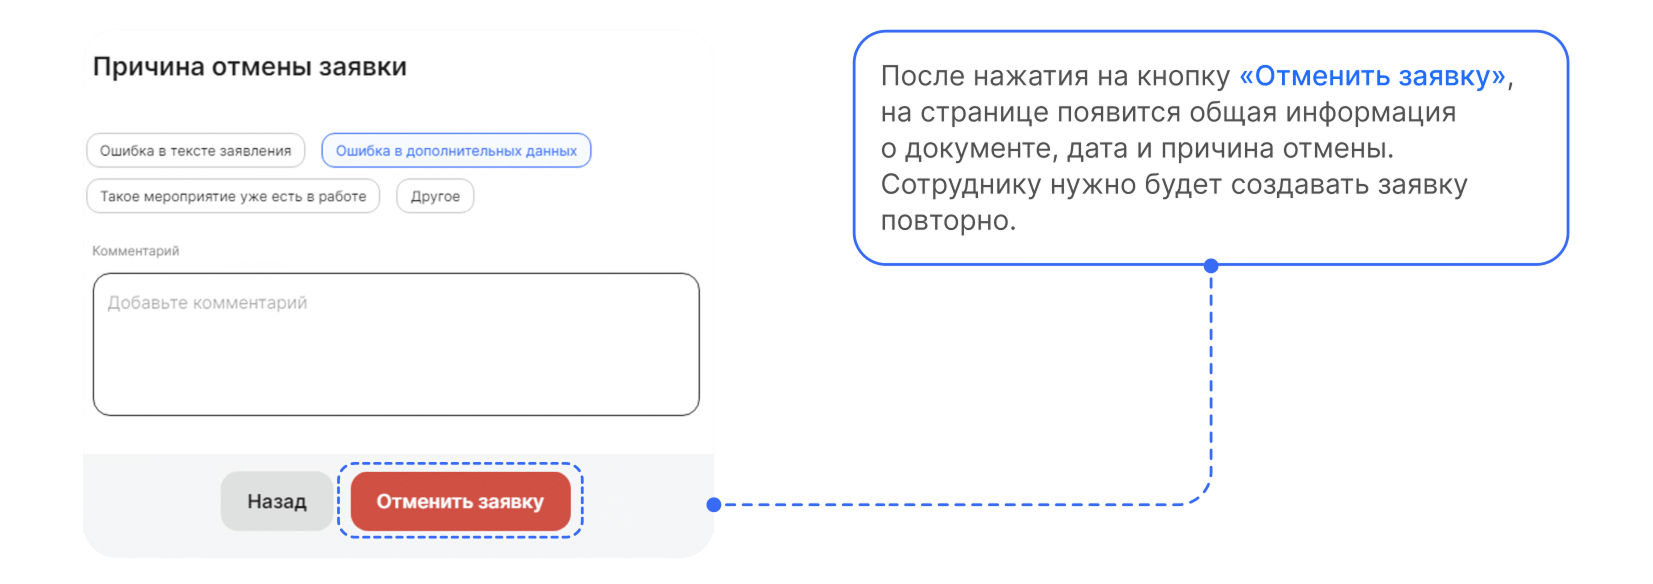 Причина отмены заявки
Ошибка в тексте заявления
Ошибка в дополнительных данных
Такое мероприятие уже есть в работе
Другое
Комментарий
Добавьте комментарий
Назад
Отменить заявку
После нажатия на кнопку «Отменить заявку»,
на странице появится общая информация
о документе, дата и причина отмены.
Сотруднику нужно будет создавать заявку
повторно.